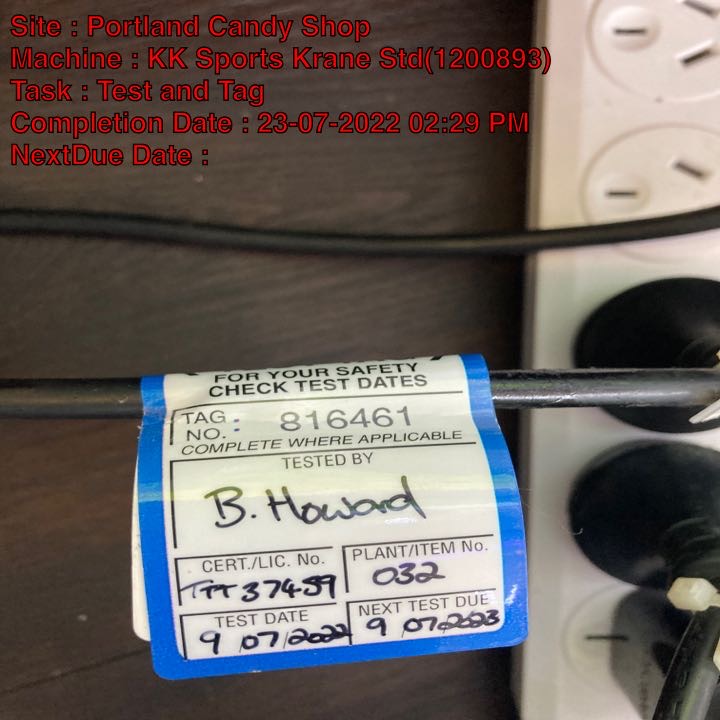 Site : Portland Candy Shop
Machine : KK Sports Krane Std(1200893)
Task : Test and Tag
Completion Date : 23-07-2022 02:29 PM
NextDue Date :
FOR YOUR SAFETY
CHECK TEST DATES
TAG NO. : 816461
COMPLETE WHERE APPLICABLE
TESTED BY
B. Howard
CERT./LIC. No.
TTT 37459
PLANT/ITEM No.
032
TEST DATE
9 /07/2022
NEXT TEST DUE
9 /07/2023